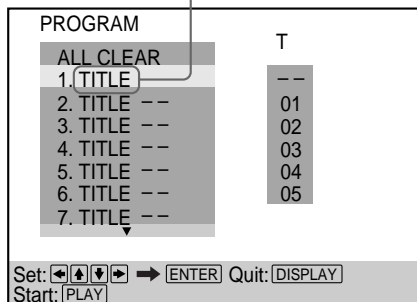 PROGRAM
T
ALL CLEAR
1. TITLE
– –
2. TITLE – –
01
3. TITLE – –
02
4. TITLE – –
03
5. TITLE – –
04
6. TITLE – –
05
7. TITLE – –
Set: ENTER Quit: DISPLAY
Start: PLAY